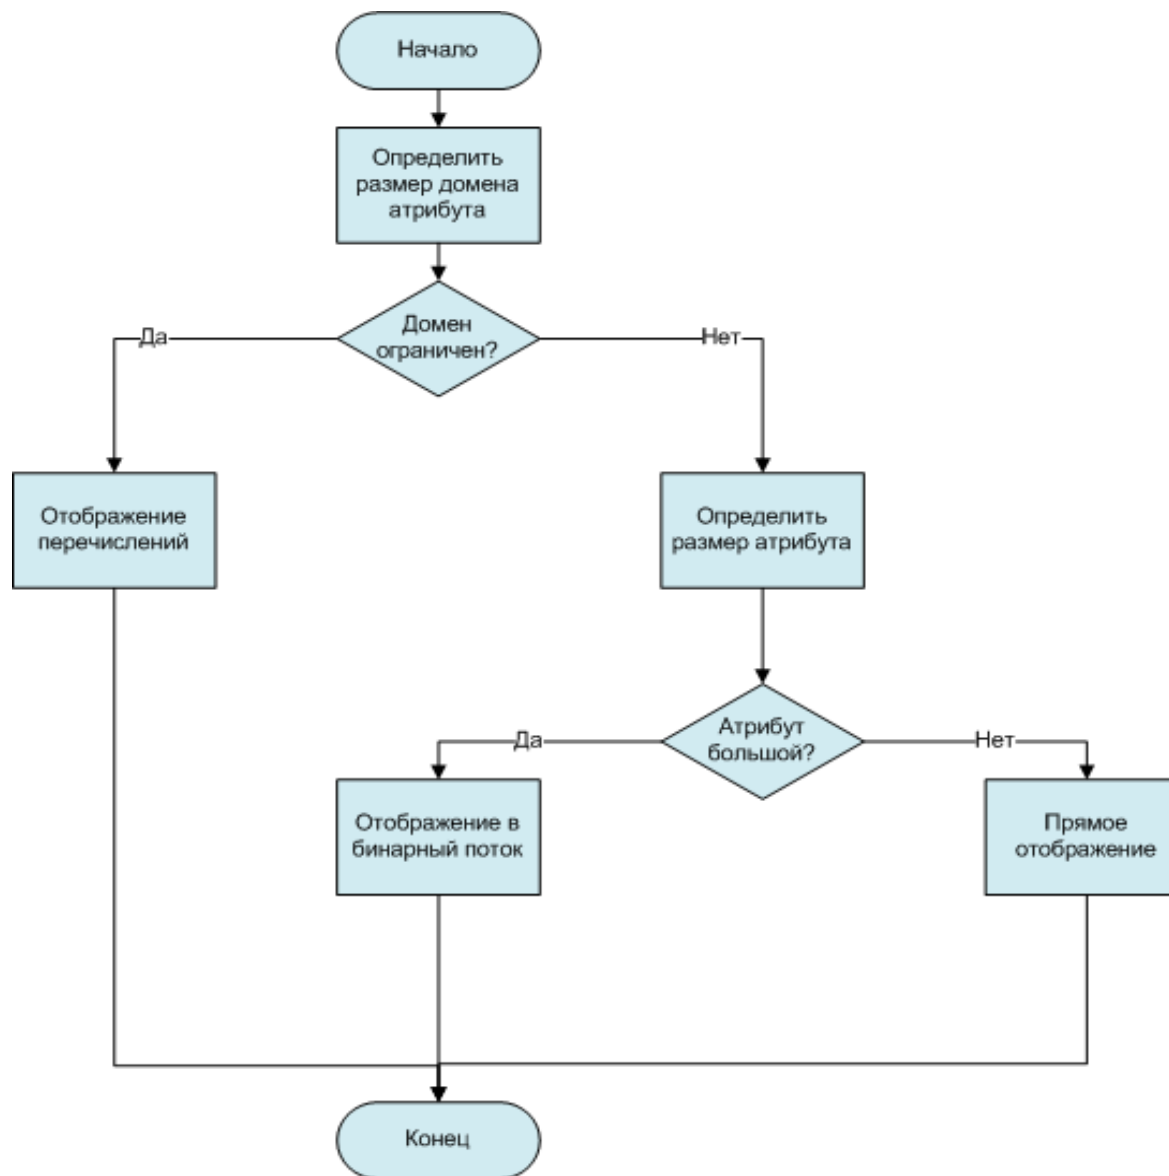 Начало
Определить
размер домена
атрибута
Домен
ограничен?
Да
Нет
Отображение
перечислений
Определить
размер атрибута
Атрибут
большой?
Да
Нет
Отображение в
бинарный поток
Прямое
отображение
Конец